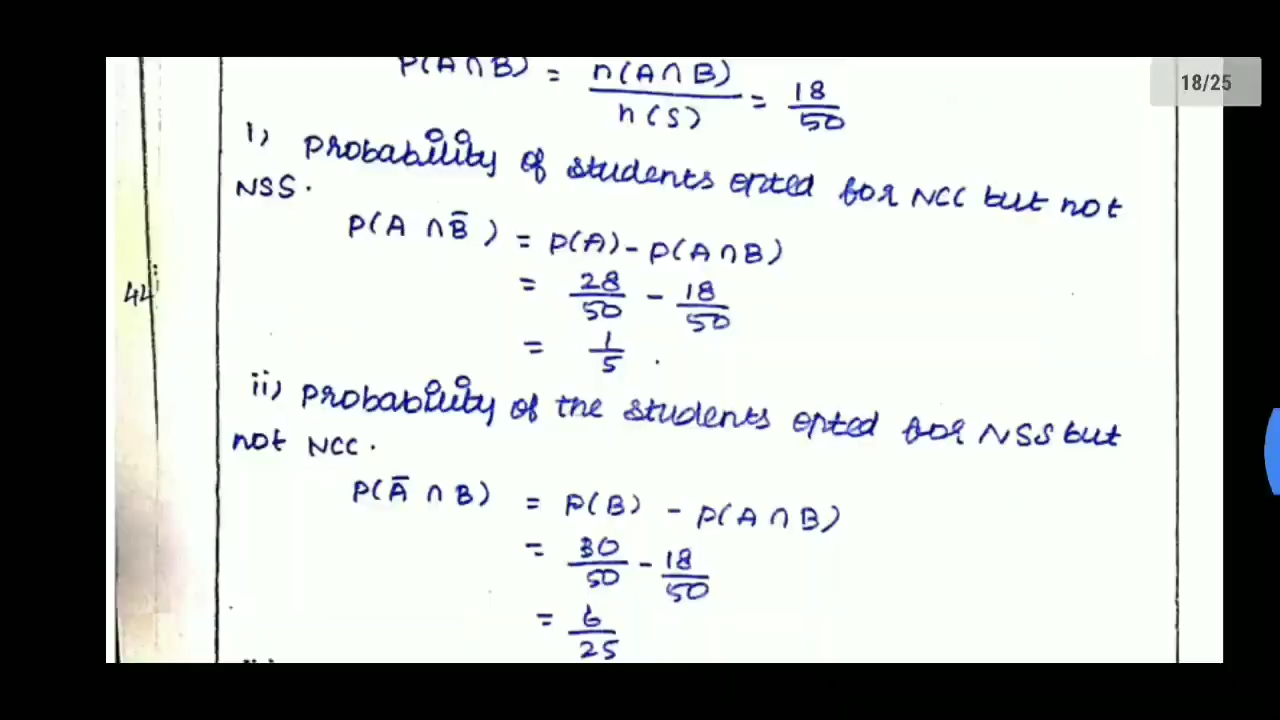 P(A∩B) = n(A∩B)/n(S) = 18/50
18/25
i) Probability of students opted for NCC but not
NSS.
P(A ∩ B̄) = P(A) - P(A∩B)
= 28/50 - 18/50
44
= 1/5 .
ii) Probability of the students opted for NSS but
not NCC.
P(Ā ∩ B) = P(B) - P(A∩B)
= 30/50 - 18/50
= 6/25